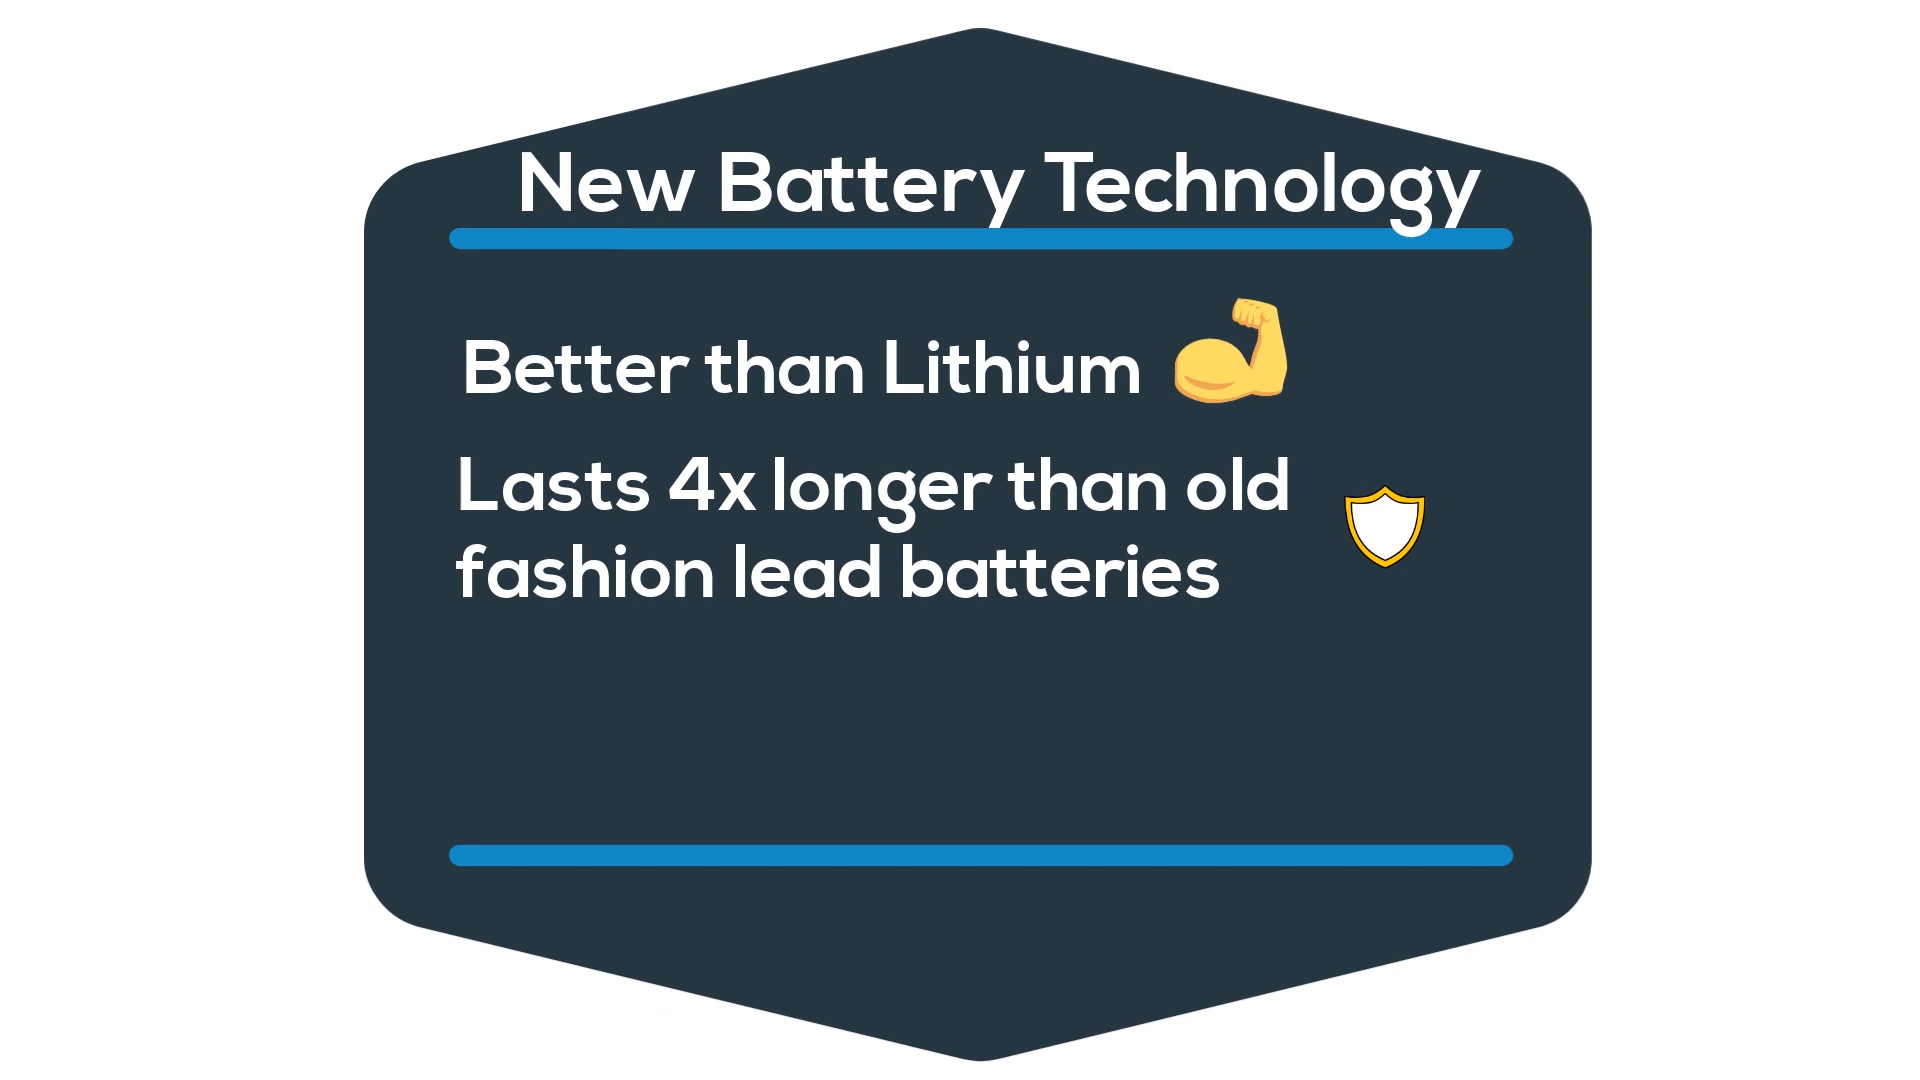 New Battery Technology
Better than Lithium
Lasts 4x longer than old
fashion lead batteries